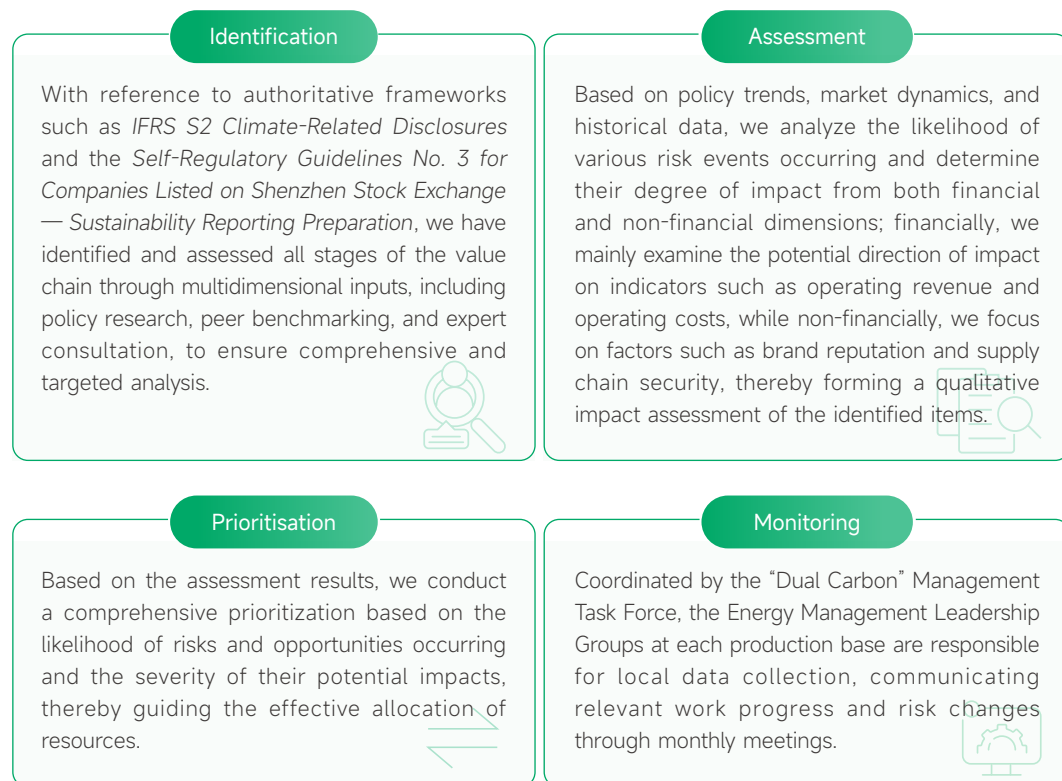 Identification
With reference to authoritative frameworks
such as IFRS S2 Climate-Related Disclosures
and the Self-Regulatory Guidelines No. 3 for
Companies Listed on Shenzhen Stock Exchange
— Sustainability Reporting Preparation, we have
identified and assessed all stages of the value
chain through multidimensional inputs, including
policy research, peer benchmarking, and expert
consultation, to ensure comprehensive and
targeted analysis.
Assessment
Based on policy trends, market dynamics, and
historical data, we analyze the likelihood of
various risk events occurring and determine
their degree of impact from both financial
and non-financial dimensions; financially, we
mainly examine the potential direction of impact
on indicators such as operating revenue and
operating costs, while non-financially, we focus
on factors such as brand reputation and supply
chain security, thereby forming a qualitative
impact assessment of the identified items.
Prioritisation
Based on the assessment results, we conduct
a comprehensive prioritization based on the
likelihood of risks and opportunities occurring
and the severity of their potential impacts,
thereby guiding the effective allocation of
resources.
Monitoring
Coordinated by the “Dual Carbon” Management
Task Force, the Energy Management Leadership
Groups at each production base are responsible
for local data collection, communicating
relevant work progress and risk changes
through monthly meetings.